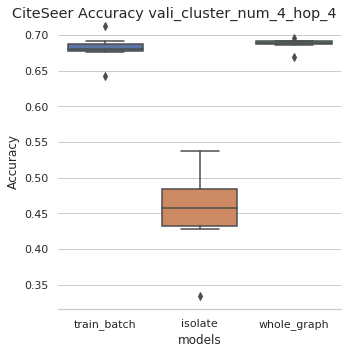 CiteSeer Accuracy vali_cluster_num_4_hop_4
0.70
0.65
0.60
0.55
0.50
0.45
0.40
0.35
Accuracy
train_batch
isolate
whole_graph
models